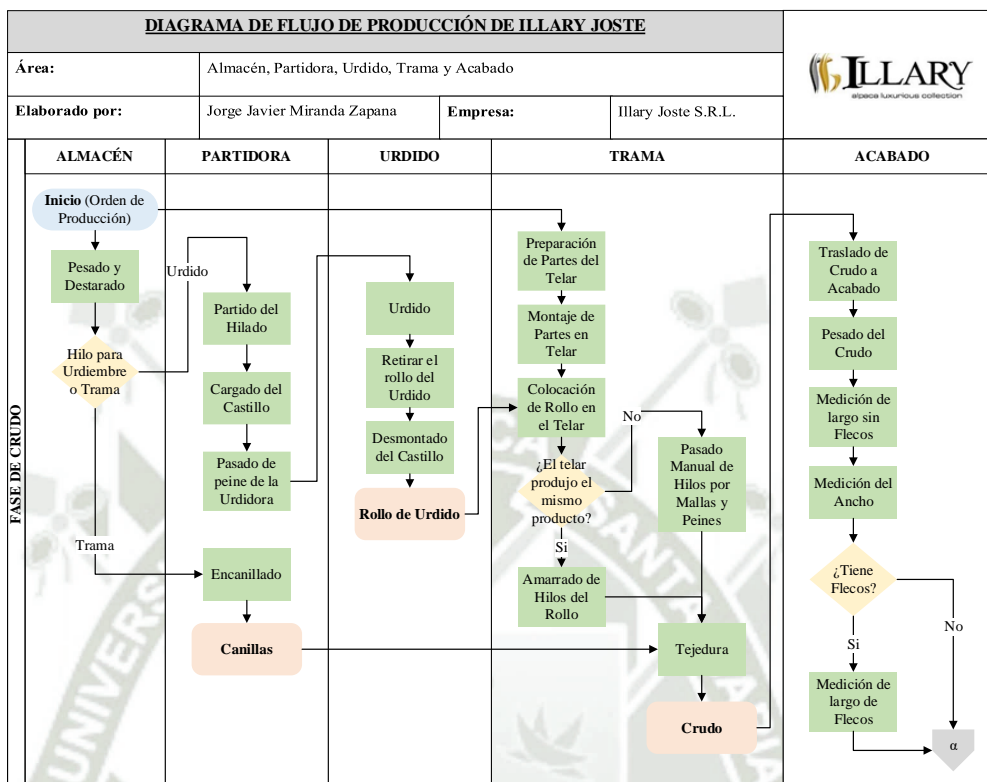 DIAGRAMA DE FLUJO DE PRODUCCIÓN DE ILLARY JOSTE
ILLARY
alpaca luxurious collection
Área:
Almacén, Partidora, Urdido, Trama y Acabado
Elaborado por:
Jorge Javier Miranda Zapana
Empresa:
Illary Joste S.R.L.
FASE DE CRUDO
ALMACÉN
PARTIDORA
URDIDO
TRAMA
ACABADO
Inicio (Orden de
Producción)
Pesado y
Destarado
Hilo para
Urdiembre
o Trama
Urdido
Trama
Partido del
Hilado
Cargado del
Castillo
Pasado de
peine de la
Urdidora
Encanillado
Canillas
Urdido
Retirar el
rollo del
Urdido
Desmontado
del Castillo
Rollo de Urdido
Preparación
de Partes del
Telar
Montaje de
Partes en
Telar
Colocación
de Rollo en
el Telar
¿El telar
produjo el
mismo
producto?
No
Si
Pasado
Manual de
Hilos por
Mallas y
Peines
Amarrado de
Hilos del
Rollo
Tejedura
Crudo
Traslado de
Crudo a
Acabado
Pesado del
Crudo
Medición de
largo sin
Flecos
Medición del
Ancho
¿Tiene
Flecos?
No
Si
Medición de
largo de
Flecos
α